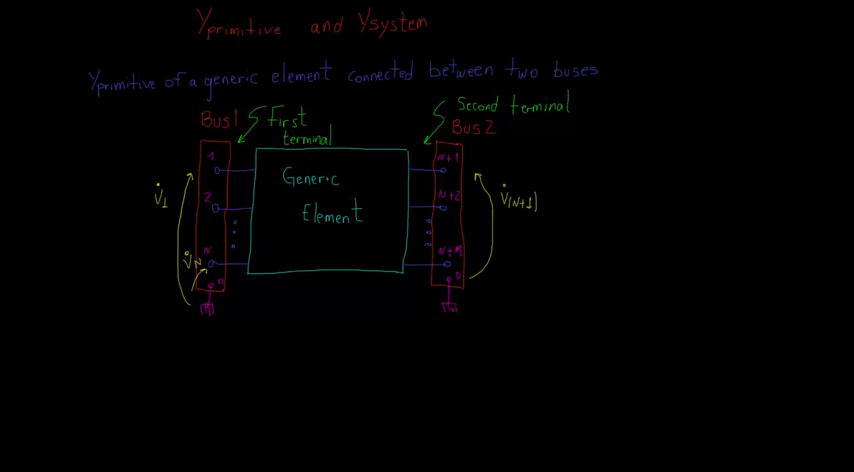 Yprimitive and Ysystem
Yprimitive of a generic element connected between two buses
Second terminal
Bus1
First
terminal
Bus2
1
Generic
N+1
V̇1
2
Element
N+2
V̇(N+1)
V̇N
N
N+M
0
0